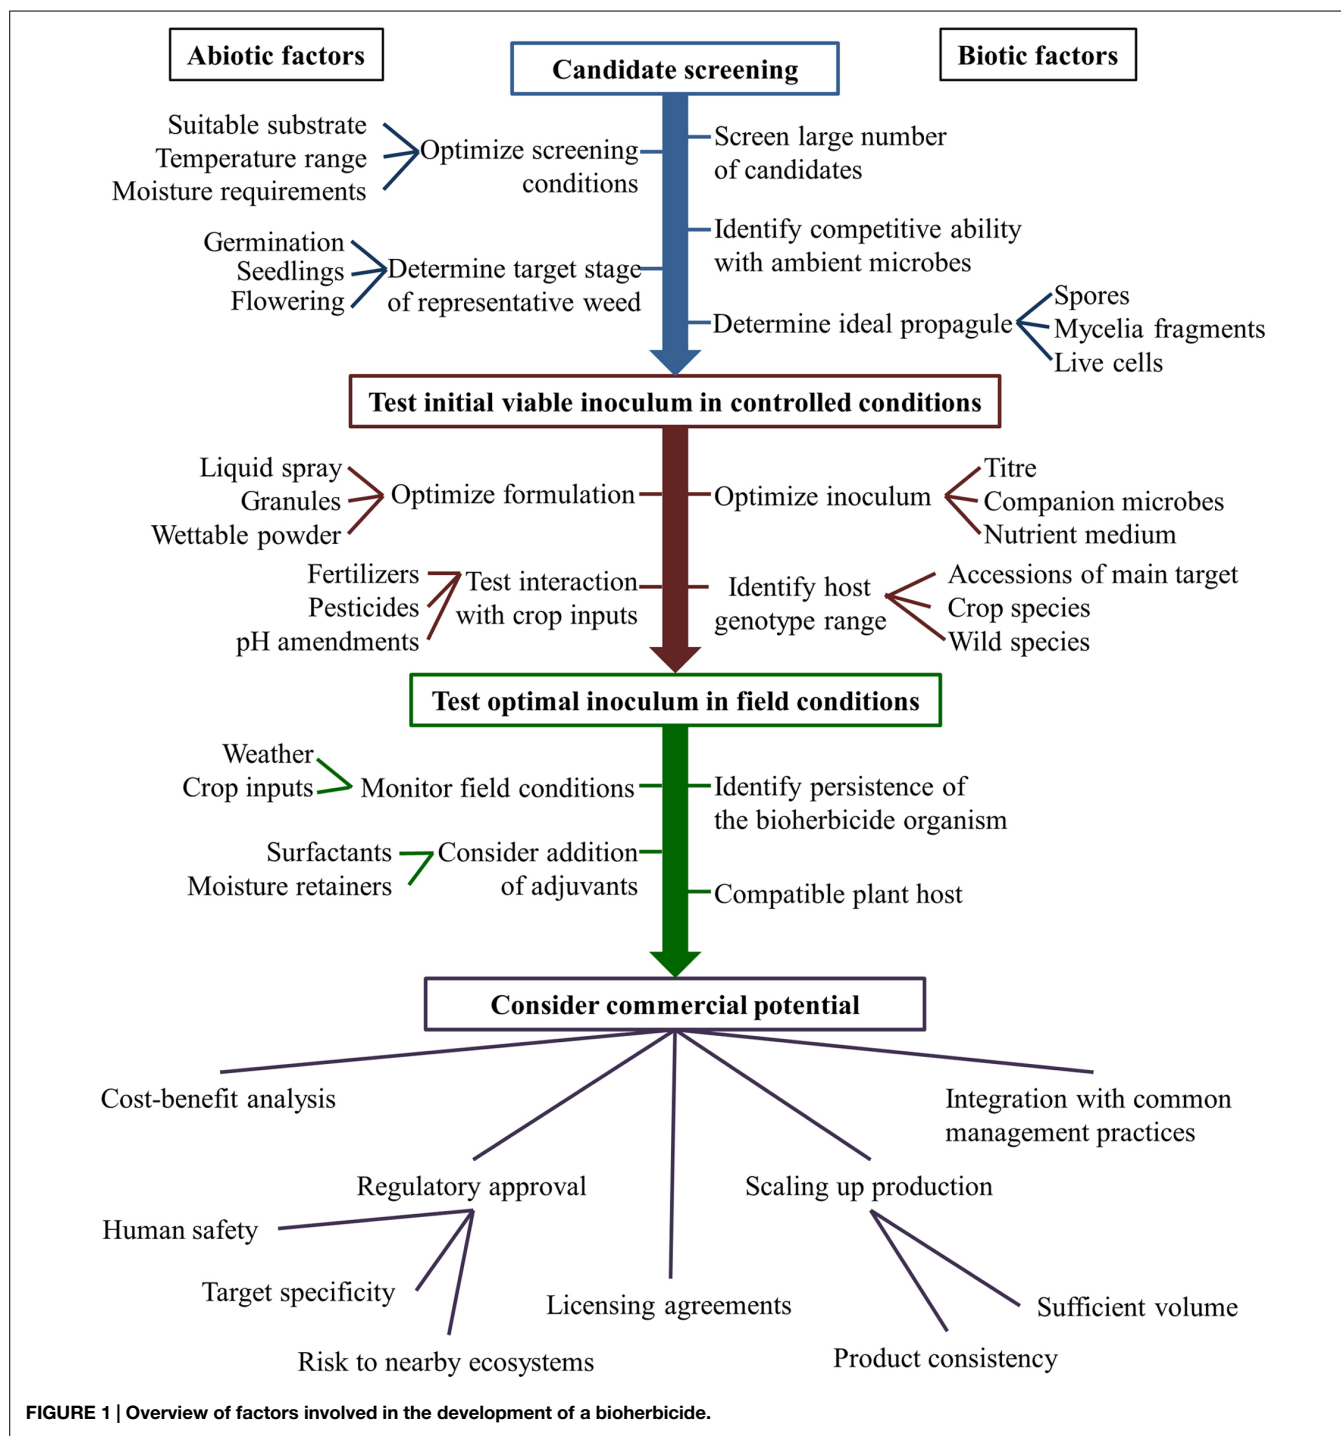 Abiotic factors
Candidate screening
Biotic factors
Suitable substrate
Temperature range
Moisture requirements
Optimize screening
conditions
Screen large number
of candidates
Germination
Seedlings
Flowering
Determine target stage
of representative weed
Identify competitive ability
with ambient microbes
Determine ideal propagule
Spores
Mycelia fragments
Live cells
Test initial viable inoculum in controlled conditions
Liquid spray
Granules
Wettable powder
Optimize formulation
Optimize inoculum
Titre
Companion microbes
Nutrient medium
Fertilizers
Pesticides
pH amendments
Test interaction
with crop inputs
Identify host
genotype range
Accessions of main target
Crop species
Wild species
Test optimal inoculum in field conditions
Weather
Crop inputs
Monitor field conditions
Identify persistence of
the bioherbicide organism
Surfactants
Moisture retainers
Consider addition
of adjuvants
Compatible plant host
Consider commercial potential
Cost-benefit analysis
Integration with common
management practices
Regulatory approval
Scaling up production
Human safety
Target specificity
Risk to nearby ecosystems
Licensing agreements
Sufficient volume
Product consistency
FIGURE 1 | Overview of factors involved in the development of a bioherbicide.